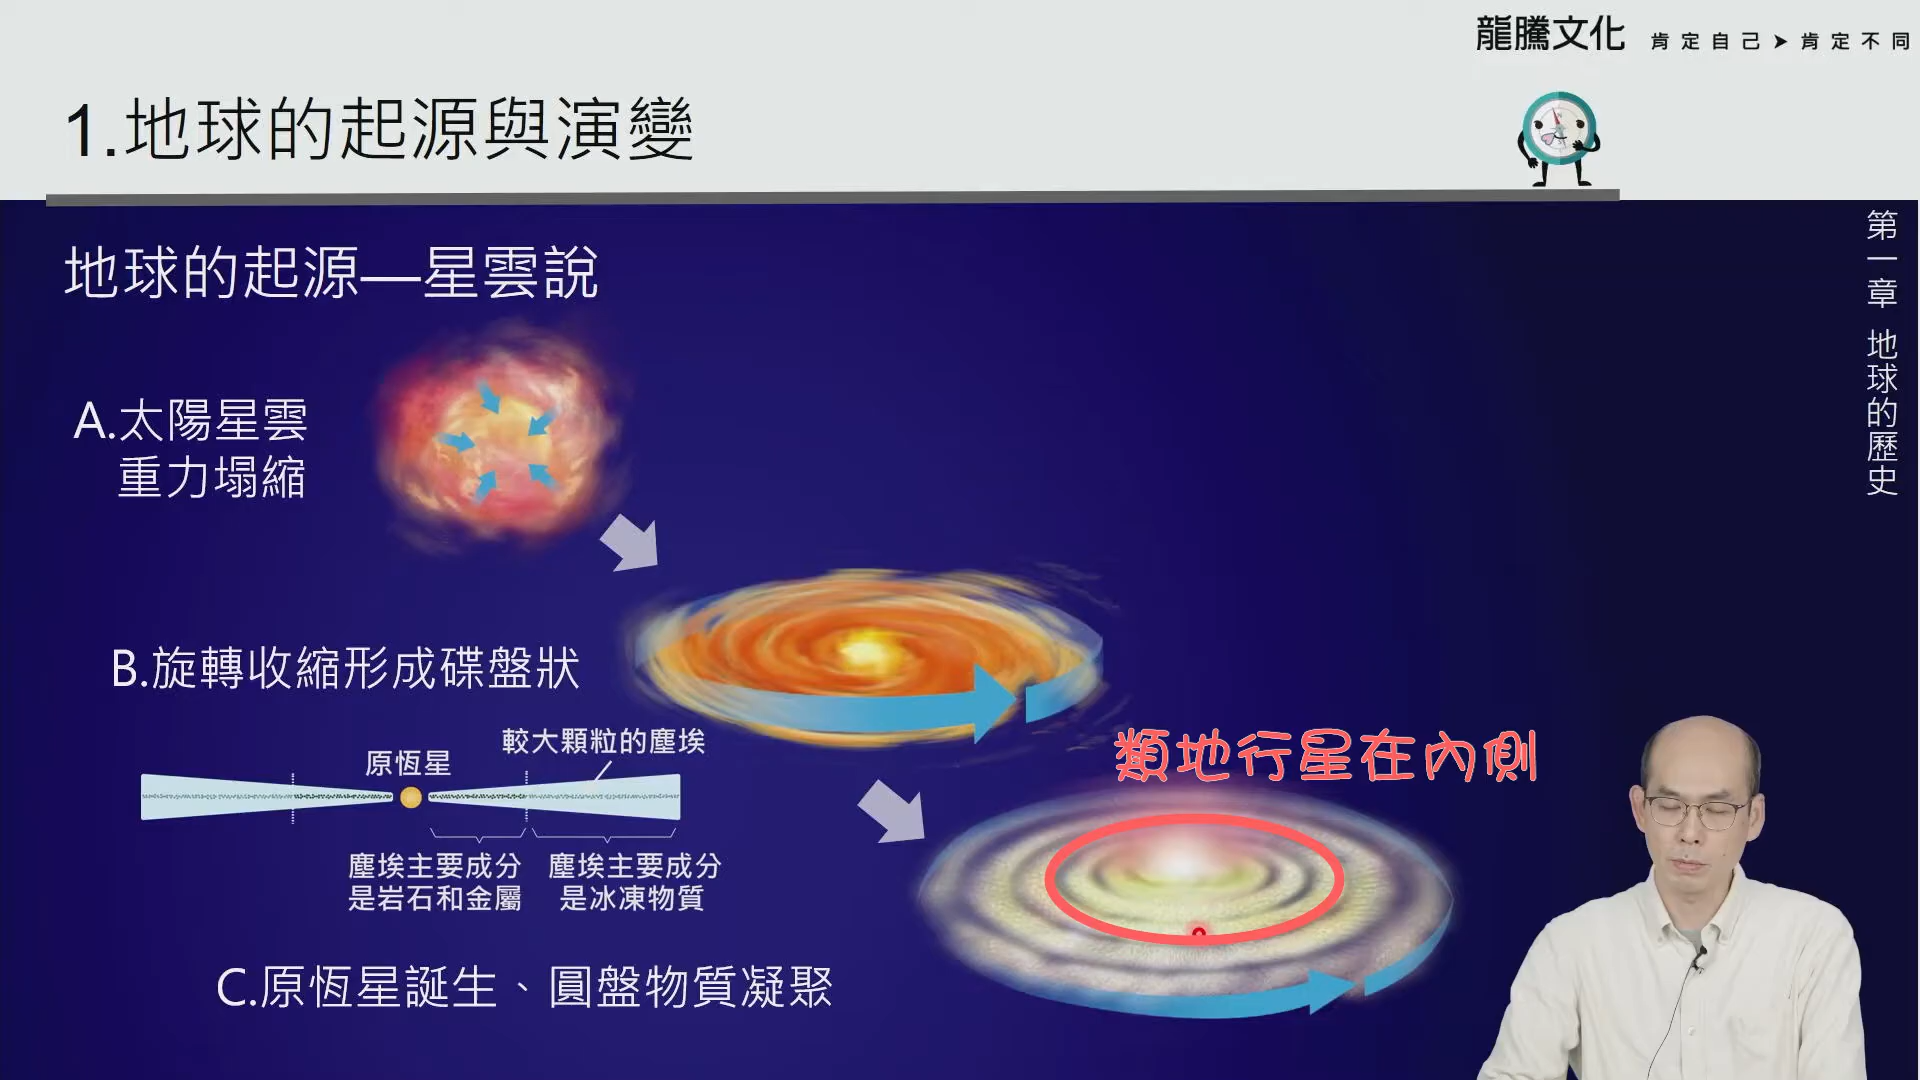 龍騰文化 肯定自己➤肯定不同
1.地球的起源與演變
第一章 地球的歷史
地球的起源—星雲說
A.太陽星雲
重力塌縮
B.旋轉收縮形成碟盤狀
較大顆粒的塵埃
原恆星
塵埃主要成分
是岩石和金屬
塵埃主要成分
是冰凍物質
類地行星在內側
C.原恆星誕生、圓盤物質凝聚